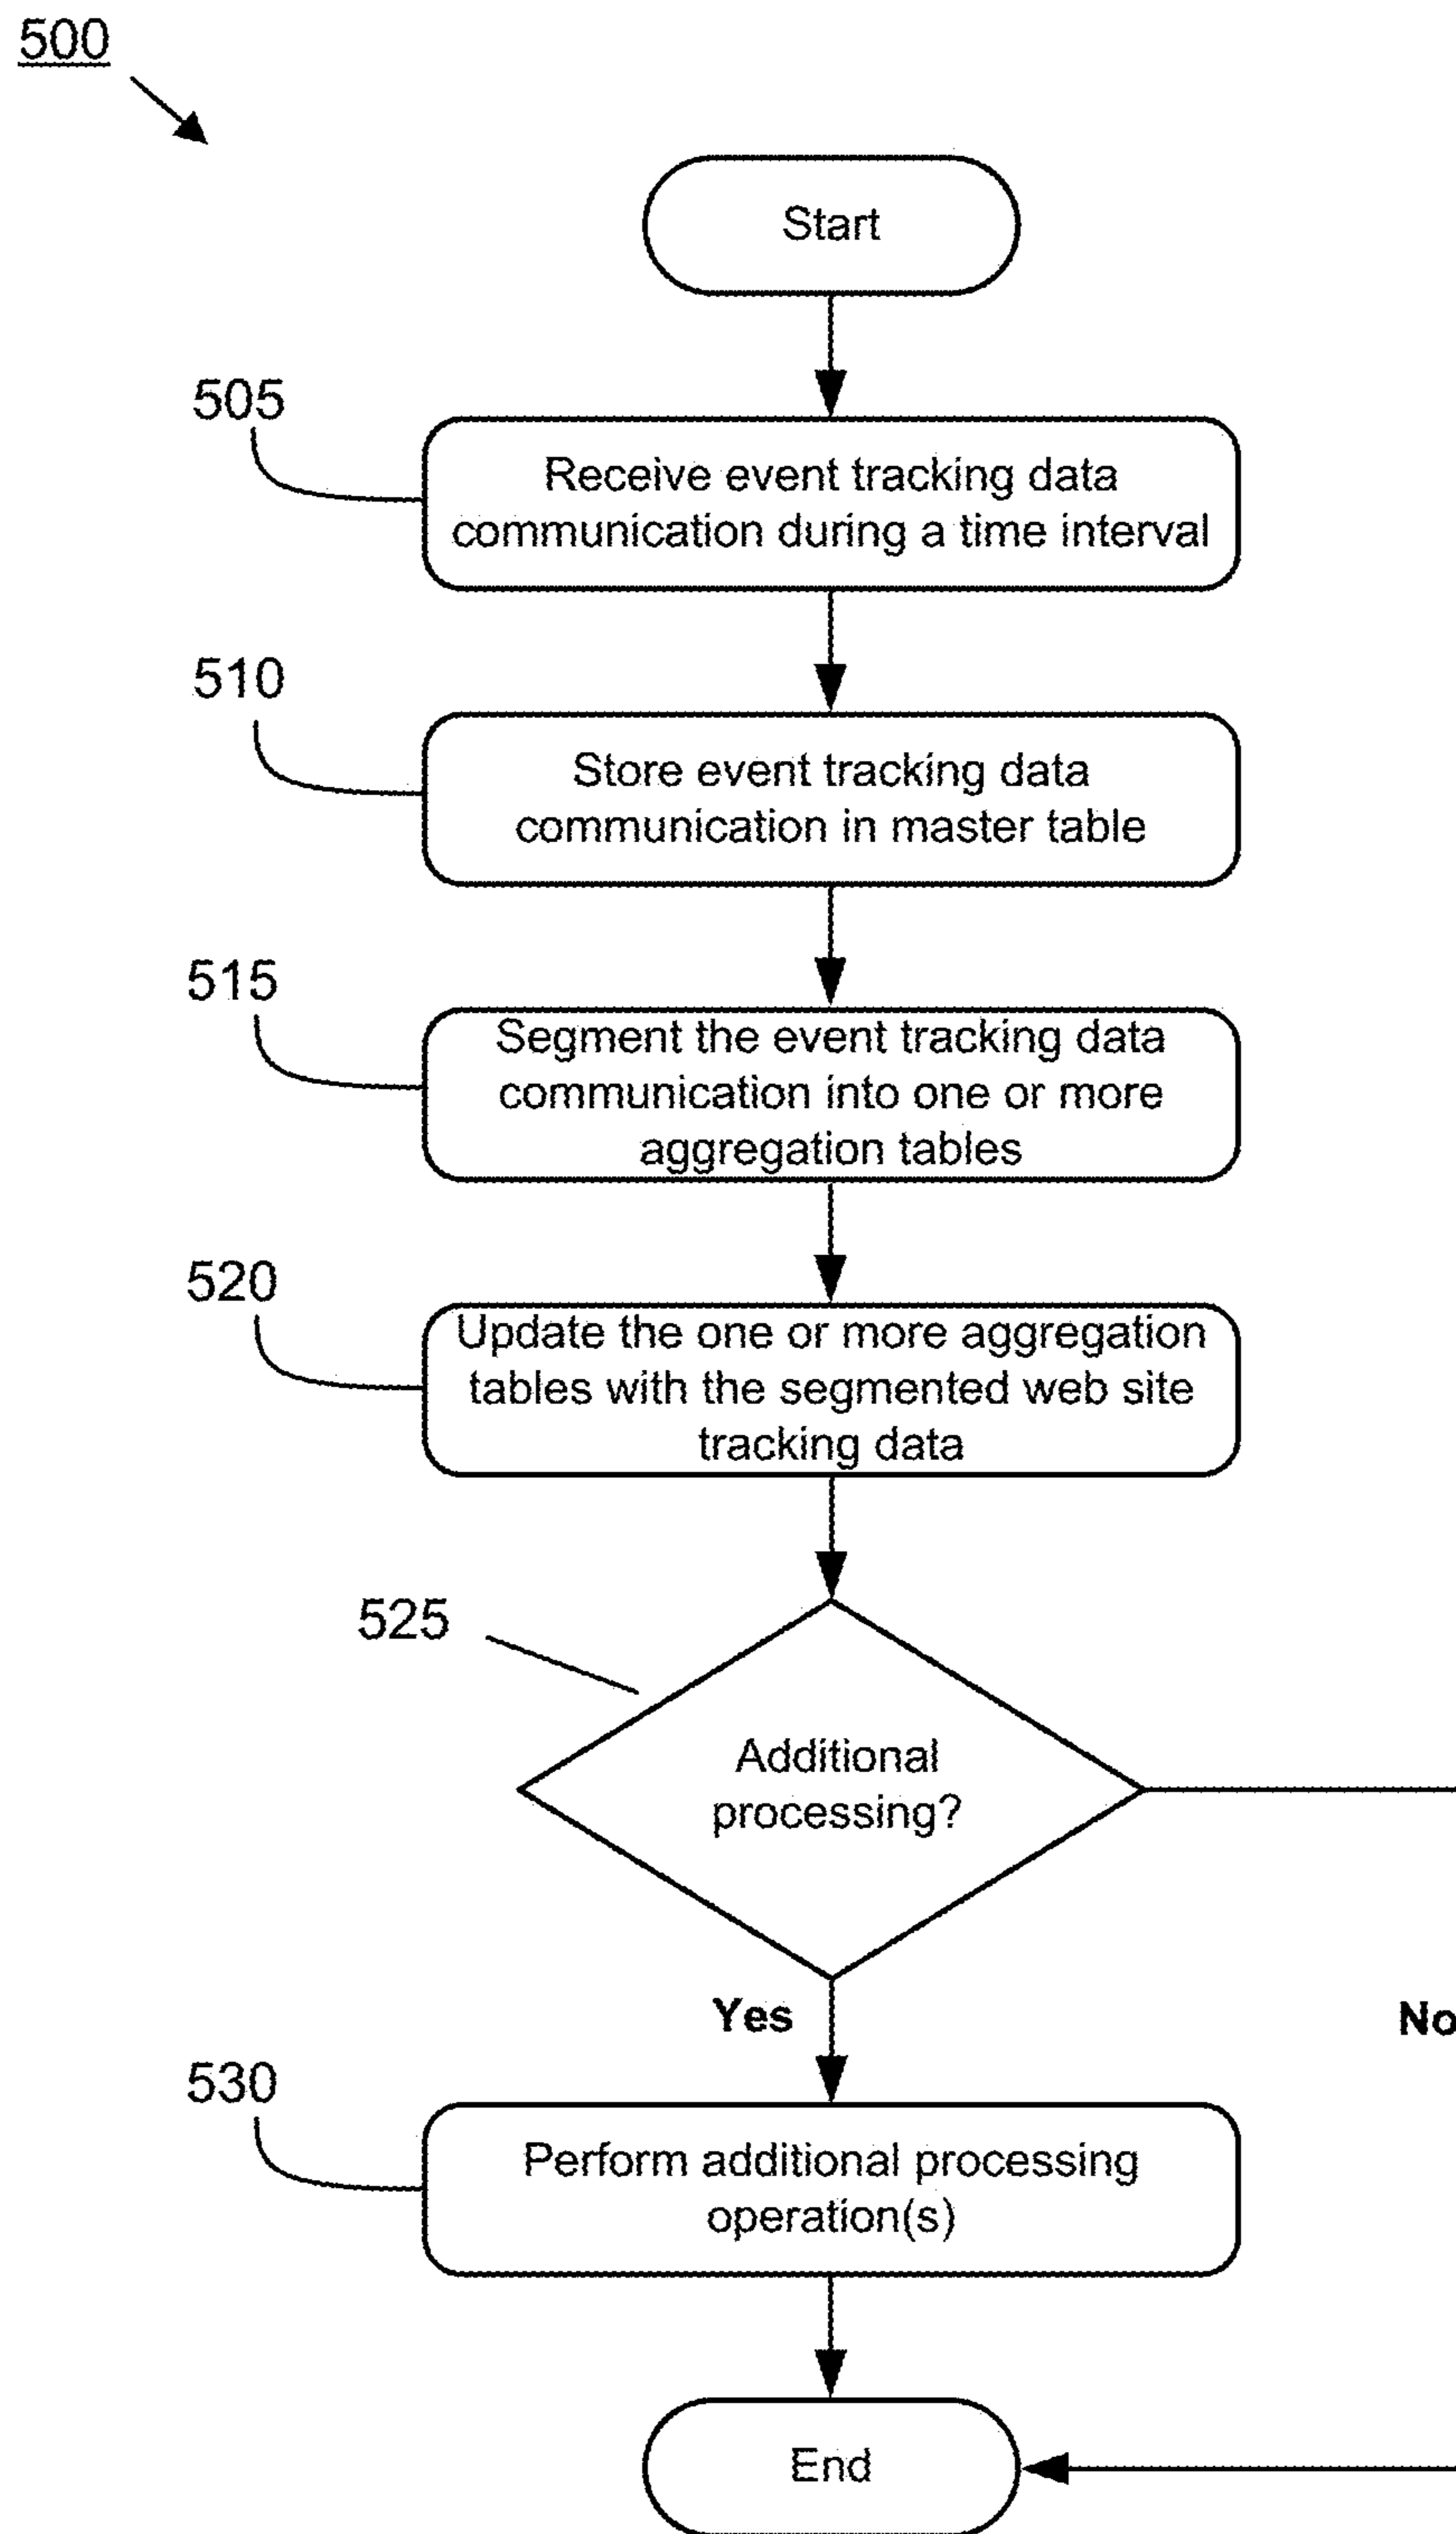 500
Start
505
Receive event tracking data
communication during a time interval
510
Store event tracking data
communication in master table
515
Segment the event tracking data
communication into one or more
aggregation tables
520
Update the one or more aggregation
tables with the segmented web site
tracking data
525
Additional
processing?
Yes
No
530
Perform additional processing
operation(s)
End